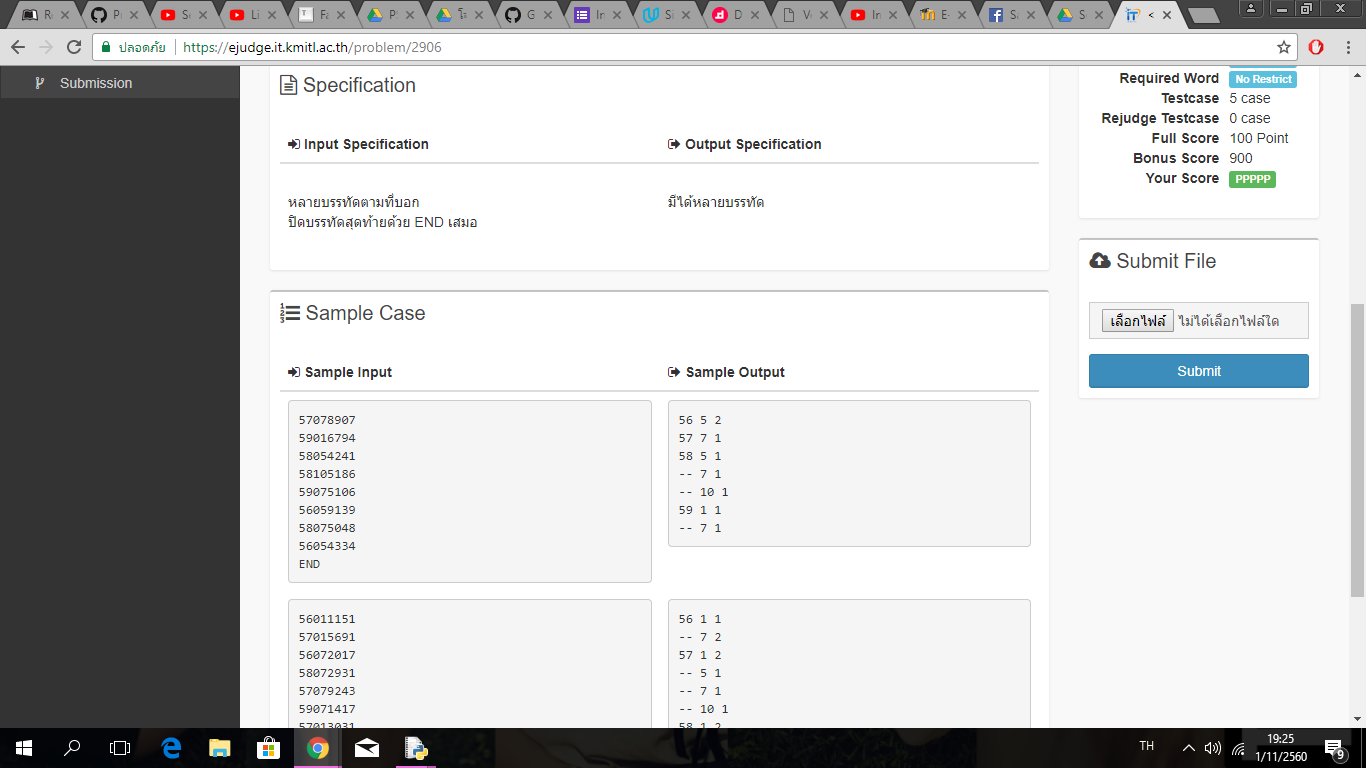 Re
P
Se
Li
Fa
PS
โจ
G
In
Si
D
Ve
In
E-
Sa
S
<
ปลอดภัย https://ejudge.it.kmitl.ac.th/problem/2906
Submission
Specification
Input Specification
Output Specification
หลายบรรทัดตามที่บอก
ปิดบรรทัดสุดท้ายด้วย END เสมอ
มีได้หลายบรรทัด
Sample Case
Sample Input
Sample Output
57078907
59016794
58054241
58105186
59075106
56059139
58075048
56054334
END
56 5 2
57 7 1
58 5 1
-- 7 1
-- 10 1
59 1 1
-- 7 1
56011151
57015691
56072017
58072931
57079243
59071417
57013031
56 1 1
-- 7 2
57 1 2
-- 5 1
-- 7 1
-- 10 1
58 1 2
Required Word No Restrict
Testcase 5 case
Rejudge Testcase 0 case
Full Score 100 Point
Bonus Score 900
Your Score PPPPP
Submit File
เลือกไฟล์ ไม่ได้เลือกไฟล์ใด
Submit
TH
19:25
1/11/2560
9